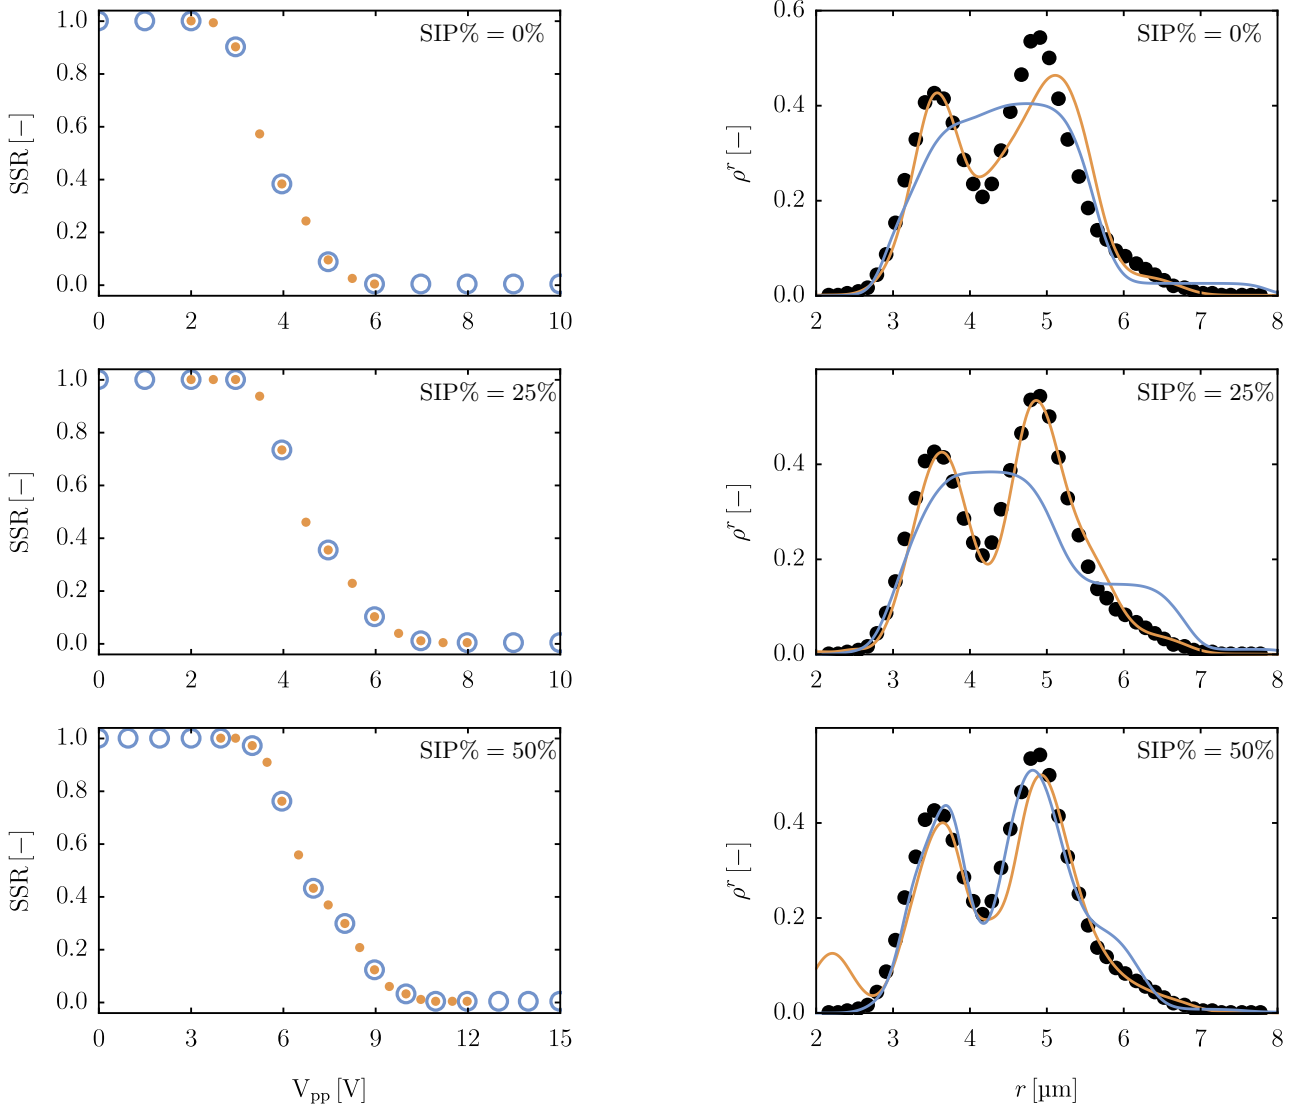 1.0
0.8
0.6
0.4
0.2
0.0
SSR [−]
SIP% = 0%
0 2 4 6 8 10
0.6
0.4
0.2
0.0
ρʳ [−]
SIP% = 0%
2 3 4 5 6 7 8
1.0
0.8
0.6
0.4
0.2
0.0
SSR [−]
SIP% = 25%
0 2 4 6 8 10
0.4
0.2
0.0
ρʳ [−]
SIP% = 25%
2 3 4 5 6 7 8
1.0
0.8
0.6
0.4
0.2
0.0
SSR [−]
SIP% = 50%
0 3 6 9 12 15
Vpp [V]
0.4
0.2
0.0
ρʳ [−]
SIP% = 50%
2 3 4 5 6 7 8
r [µm]